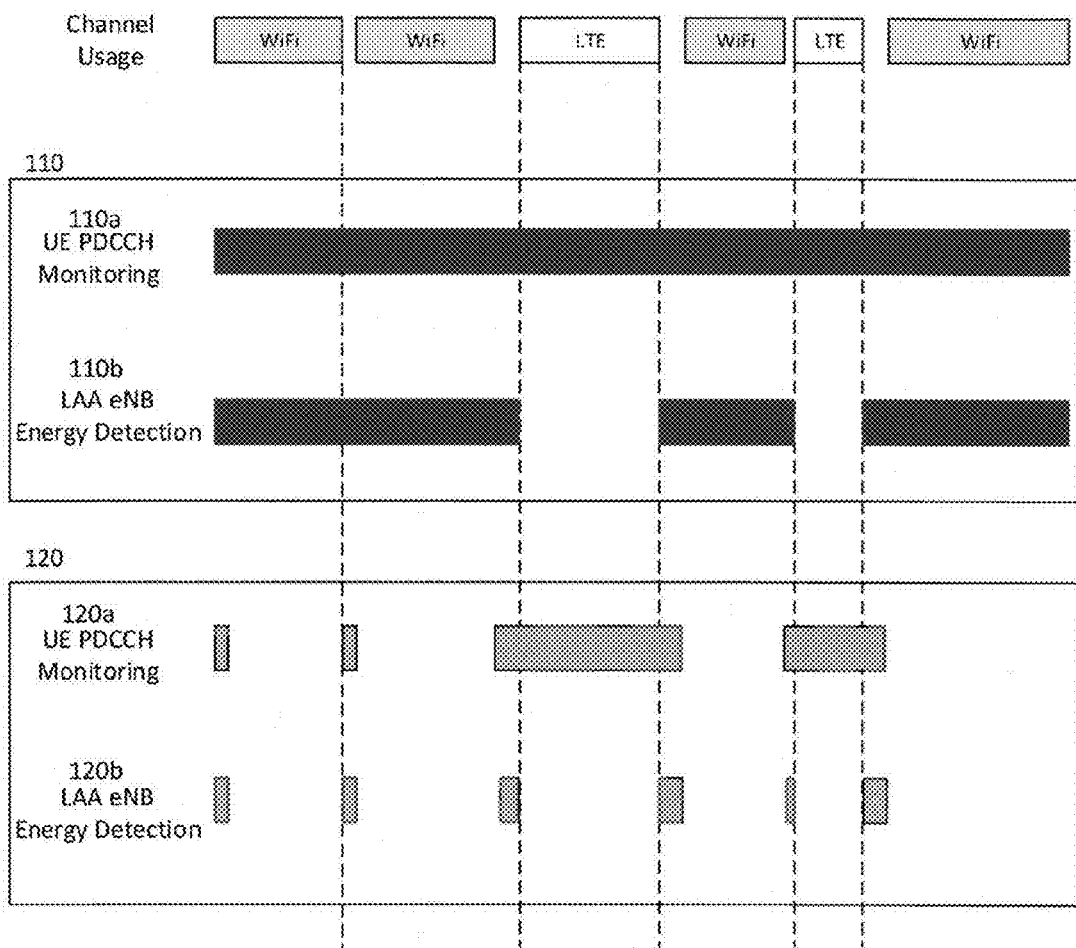 Channel
Usage
WiFi
WiFi
LTE
WiFi
LTE
WiFi
110
110a
UE PDCCH
Monitoring
110b
LAA eNB
Energy Detection
120
120a
UE PDCCH
Monitoring
120b
LAA eNB
Energy Detection